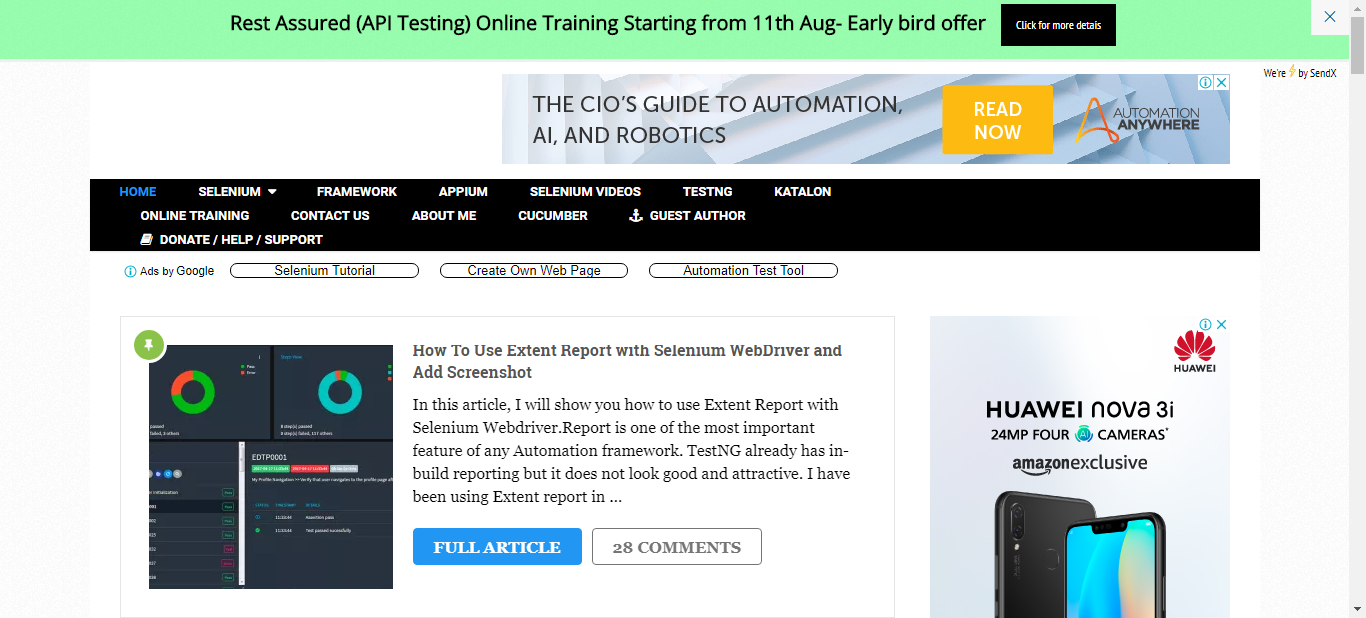 Rest Assured (API Testing) Online Training Starting from 11th Aug- Early bird offer
Click for more details
We're ⚡ by SendX
THE CIO'S GUIDE TO AUTOMATION,
AI, AND ROBOTICS
READ
NOW
AUTOMATION
ANYWHERE
HOME SELENIUM FRAMEWORK APPIUM SELENIUM VIDEOS TESTNG KATALON
ONLINE TRAINING CONTACT US ABOUT ME CUCUMBER GUEST AUTHOR
DONATE / HELP / SUPPORT
Ads by Google Selenium Tutorial Create Own Web Page Automation Test Tool
How To Use Extent Report with Selenium WebDriver and
Add Screenshot
In this article, I will show you how to use Extent Report with
Selenium Webdriver.Report is one of the most important
feature of any Automation framework. TestNG already has in-
build reporting but it does not look good and attractive. I have
been using Extent report in ...
FULL ARTICLE 28 COMMENTS
EDTP0001
HUAWEI
HUAWEI nova 3i
24MP FOUR AI CAMERAS*
amazonexclusive